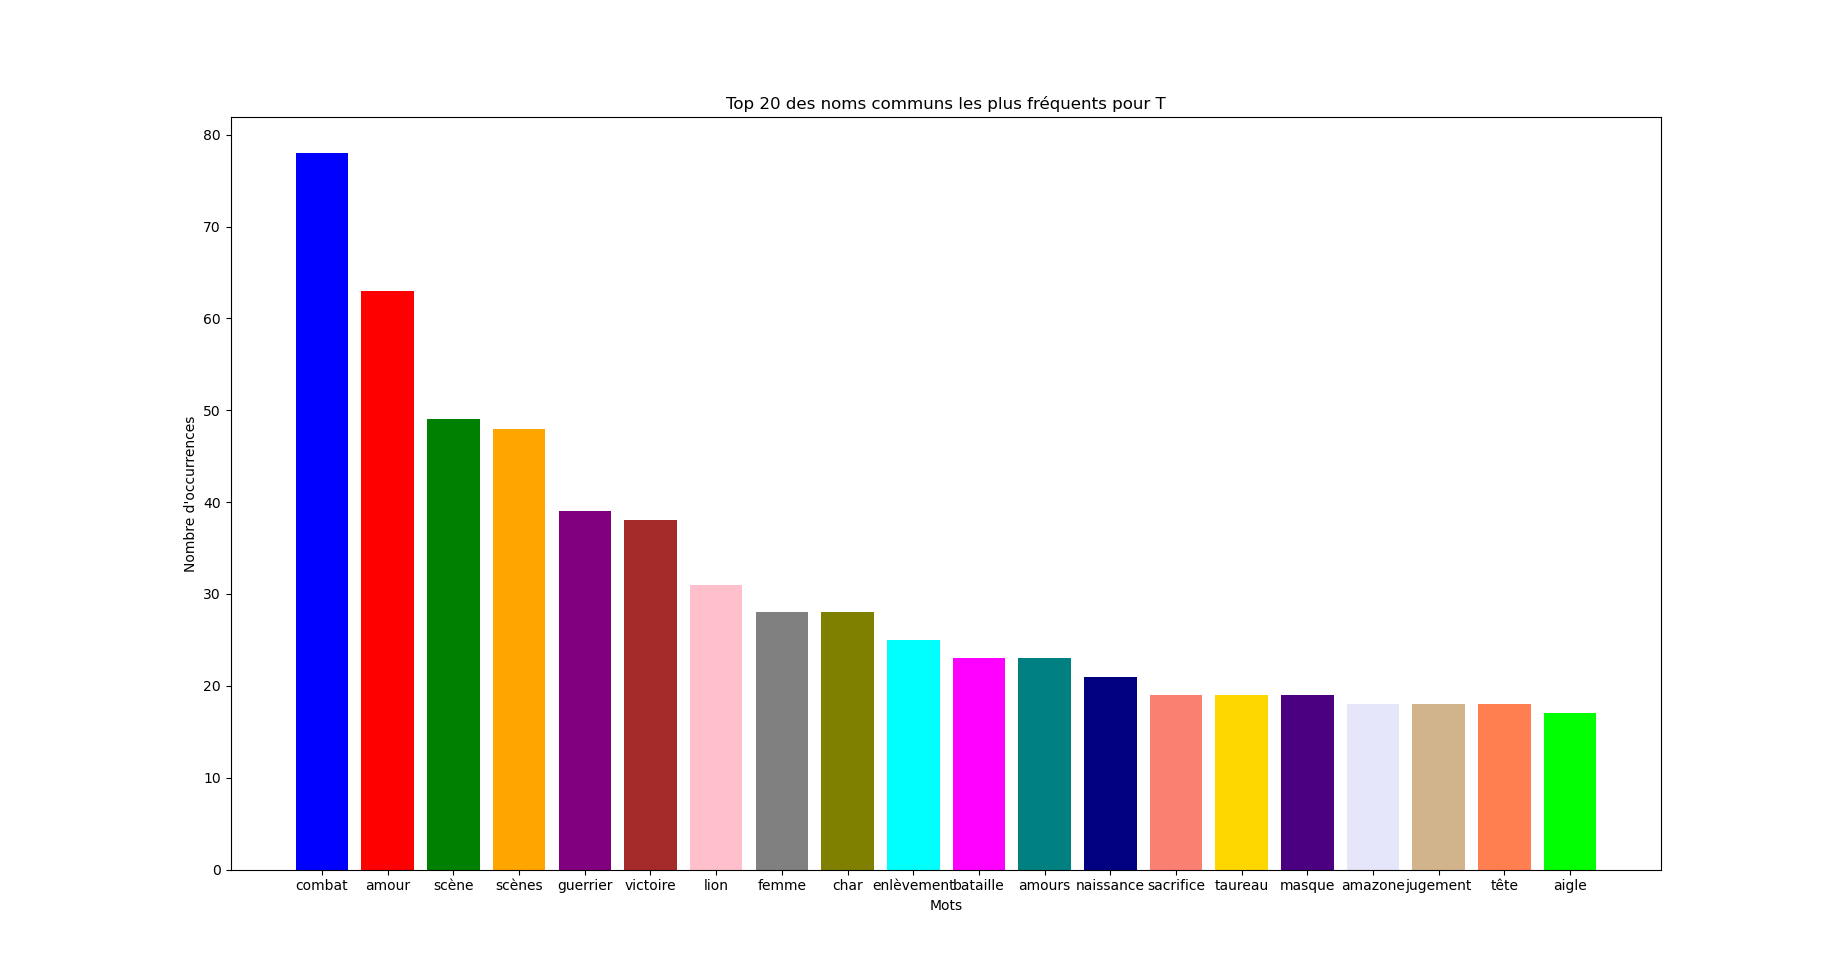 Top 20 des noms communs les plus fréquents pour T
Nombre d'occurrences
80
70
60
50
40
30
20
10
0
combat amour scène scènes guerrier victoire lion femme char enlèvement bataille amours naissance sacrifice taureau masque amazone jugement tête aigle
Mots